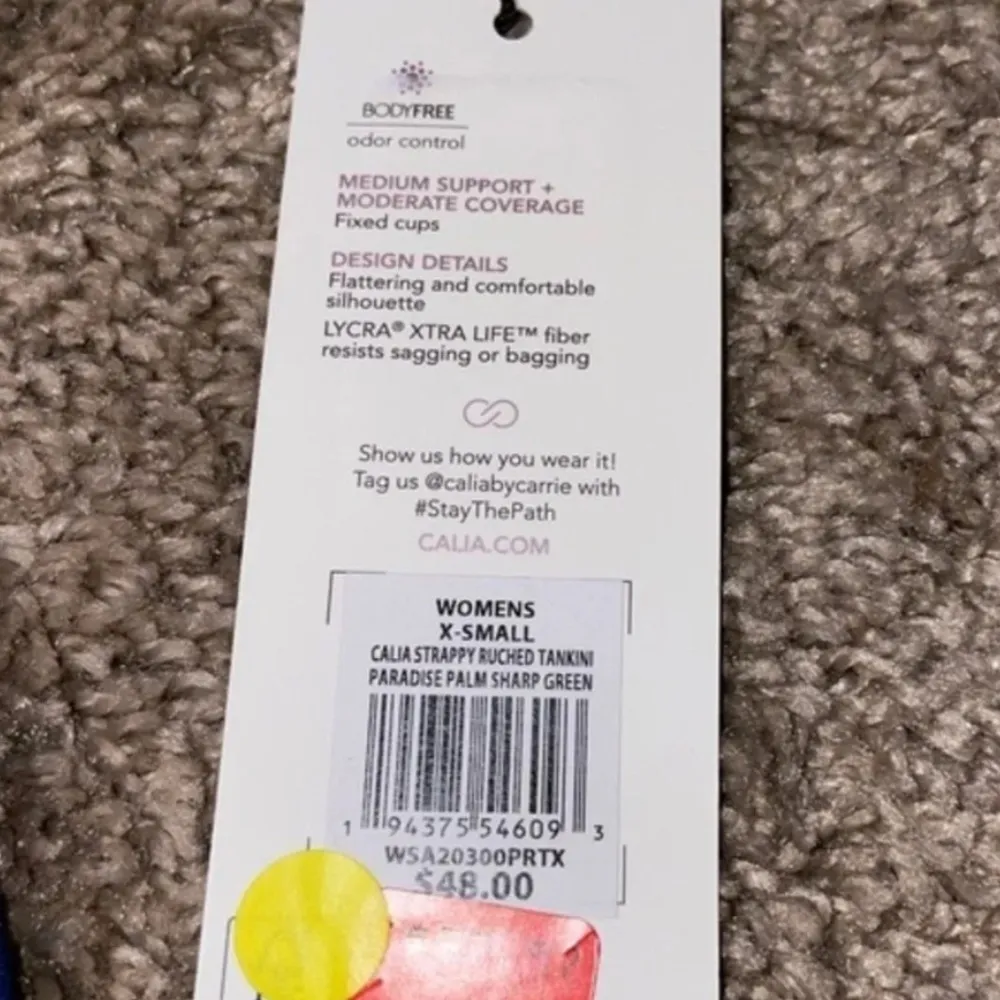 BODYFREE
odor control
MEDIUM SUPPORT +
MODERATE COVERAGE
Fixed cups
DESIGN DETAILS
Flattering and comfortable
silhouette
LYCRA® XTRA LIFE™ fiber
resists sagging or bagging
Show us how you wear it!
Tag us @caliabycarrie with
#StayThePath
CALIA.COM
WOMENS
X-SMALL
CALIA STRAPPY RUCHED TANKINI
PARADISE PALM SHARP GREEN
1 94375 54609 3
WSA20300PRTX
$48.00